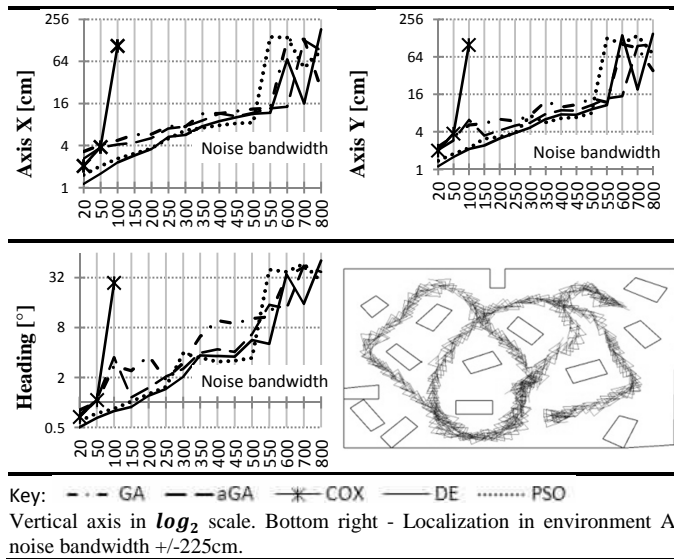 256
64
16
4
1
Axis X [cm]
Noise bandwidth
20 50 100 150 200 250 300 350 400 450 500 550 600 700 800
256
64
16
4
1
Axis Y [cm]
Noise bandwidth
20 50 100 150 200 250 300 350 400 450 500 550 600 700 800
32
8
2
0.5
Heading [°]
Noise bandwidth
20 50 100 150 200 250 300 350 400 450 500 550 600 700 800
Key: GA aGA COX DE PSO
Vertical axis in log₂ scale. Bottom right - Localization in environment A
noise bandwidth +/-225cm.